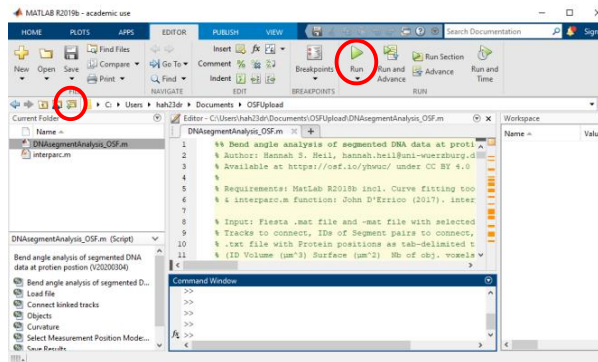 MATLAB R2019b - academic use
HOME PLOTS APPS EDITOR PUBLISH VIEW Search Documentation Sign
New Open Save Find Files Compare Print
Go To Find
Insert fx
Comment %
Indent
Breakpoints Run Run and Advance Run Section Advance Run and Time
NAVIGATE EDIT BREAKPOINTS RUN
C: Users hah23dr Documents OSFUpload
Current Folder
Name
DNAsegmentAnalysis_OSF.m
interparc.m
DNAsegmentAnalysis_OSF.m (Script)
Bend angle analysis of segmented DNA
data at protien postion (V20200304)
Bend angle analysis of segmented D...
Load file
Connect kinked tracks
Objects
Curvature
Select Measurement Position Mode:...
Save Results
Editor - C:\Users\hah23dr\Documents\OSFUpload\DNAsegmentAnalysis_OSF.m
DNAsegmentAnalysis_OSF.m +
1 %% Bend angle analysis of segmented DNA data at proti
2 % Author: Hannah S. Heil, hannah.heil@uni-wuerzburg.d
3 % Available at https://osf.io/yhwuc/ under CC BY 4.0
4 %
5 % Requirements: MatLab R2018b incl. Curve fitting too
6 % & interparc.m function: John D'Errico (2017). inter
7
8 % Input: Fiesta .mat file and -mat file with selected
9 % Tracks to connect, IDs of Segment pairs to connect,
10 % .txt file with Protein positions as tab-delimited t
11 % (ID Volume (µm^3) Surface (µm^2) Nb of obj. voxels
Command Window
>>
>>
>>
>>
fx >>
Workspace
Name Valu